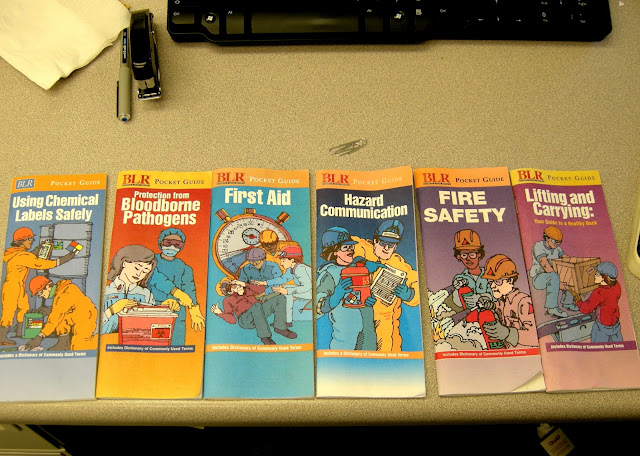 BLR POCKET GUIDE
Using Chemical
Labels Safely
Includes a Dictionary of Commonly Used Terms
BLR POCKET GUIDE
Protection from
Bloodborne
Pathogens
Includes Dictionary of Commonly Used Terms
BLR POCKET GUIDE
First Aid
Includes Dictionary of Commonly Used Terms
BLR POCKET GUIDE
Hazard
Communication
Includes a Dictionary of Commonly Used Terms
BLR POCKET GUIDE
FIRE
SAFETY
Includes Dictionary of Commonly Used Terms
BLR POCKET GUIDE
Lifting and
Carrying:
Your Guide to a Healthy Back
Includes Dictionary of Commonly Used Terms